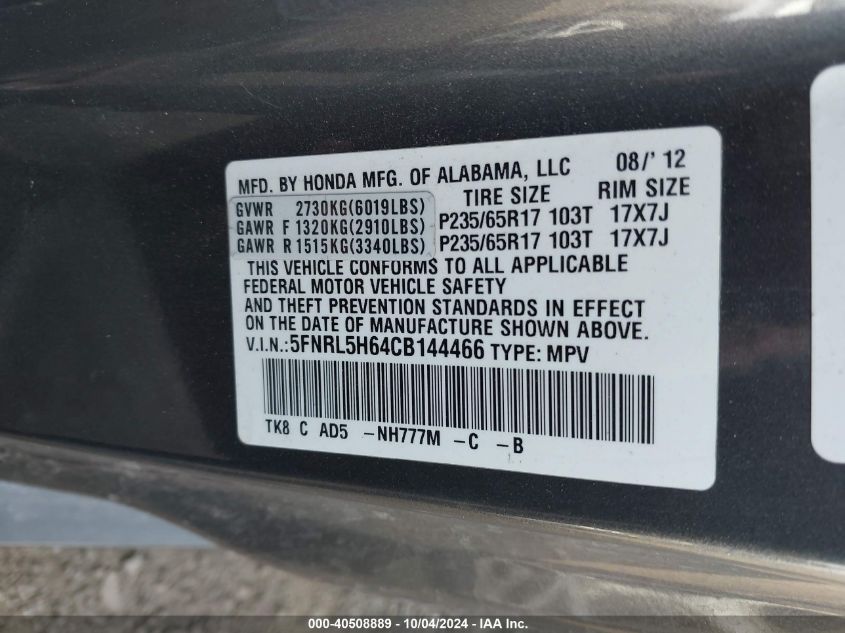 MFD. BY HONDA MFG. OF ALABAMA, LLC 08/' 12
TIRE SIZE RIM SIZE
GVWR 2730KG(6019LBS)
GAWR F 1320KG(2910LBS) P235/65R17 103T 17X7J
GAWR R 1515KG(3340LBS) P235/65R17 103T 17X7J
THIS VEHICLE CONFORMS TO ALL APPLICABLE
FEDERAL MOTOR VEHICLE SAFETY
AND THEFT PREVENTION STANDARDS IN EFFECT
ON THE DATE OF MANUFACTURE SHOWN ABOVE.
V.I.N.:5FNRL5H64CB144466 TYPE: MPV
TK8 C AD5 -NH777M -C -B
000-40508889 - 10/04/2024 - IAA Inc.